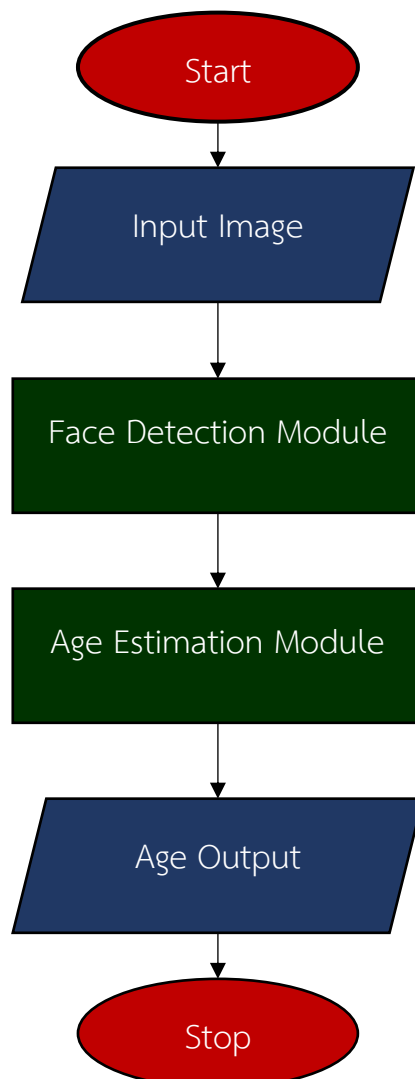 Start
Input Image
Face Detection Module
Age Estimation Module
Age Output
Stop